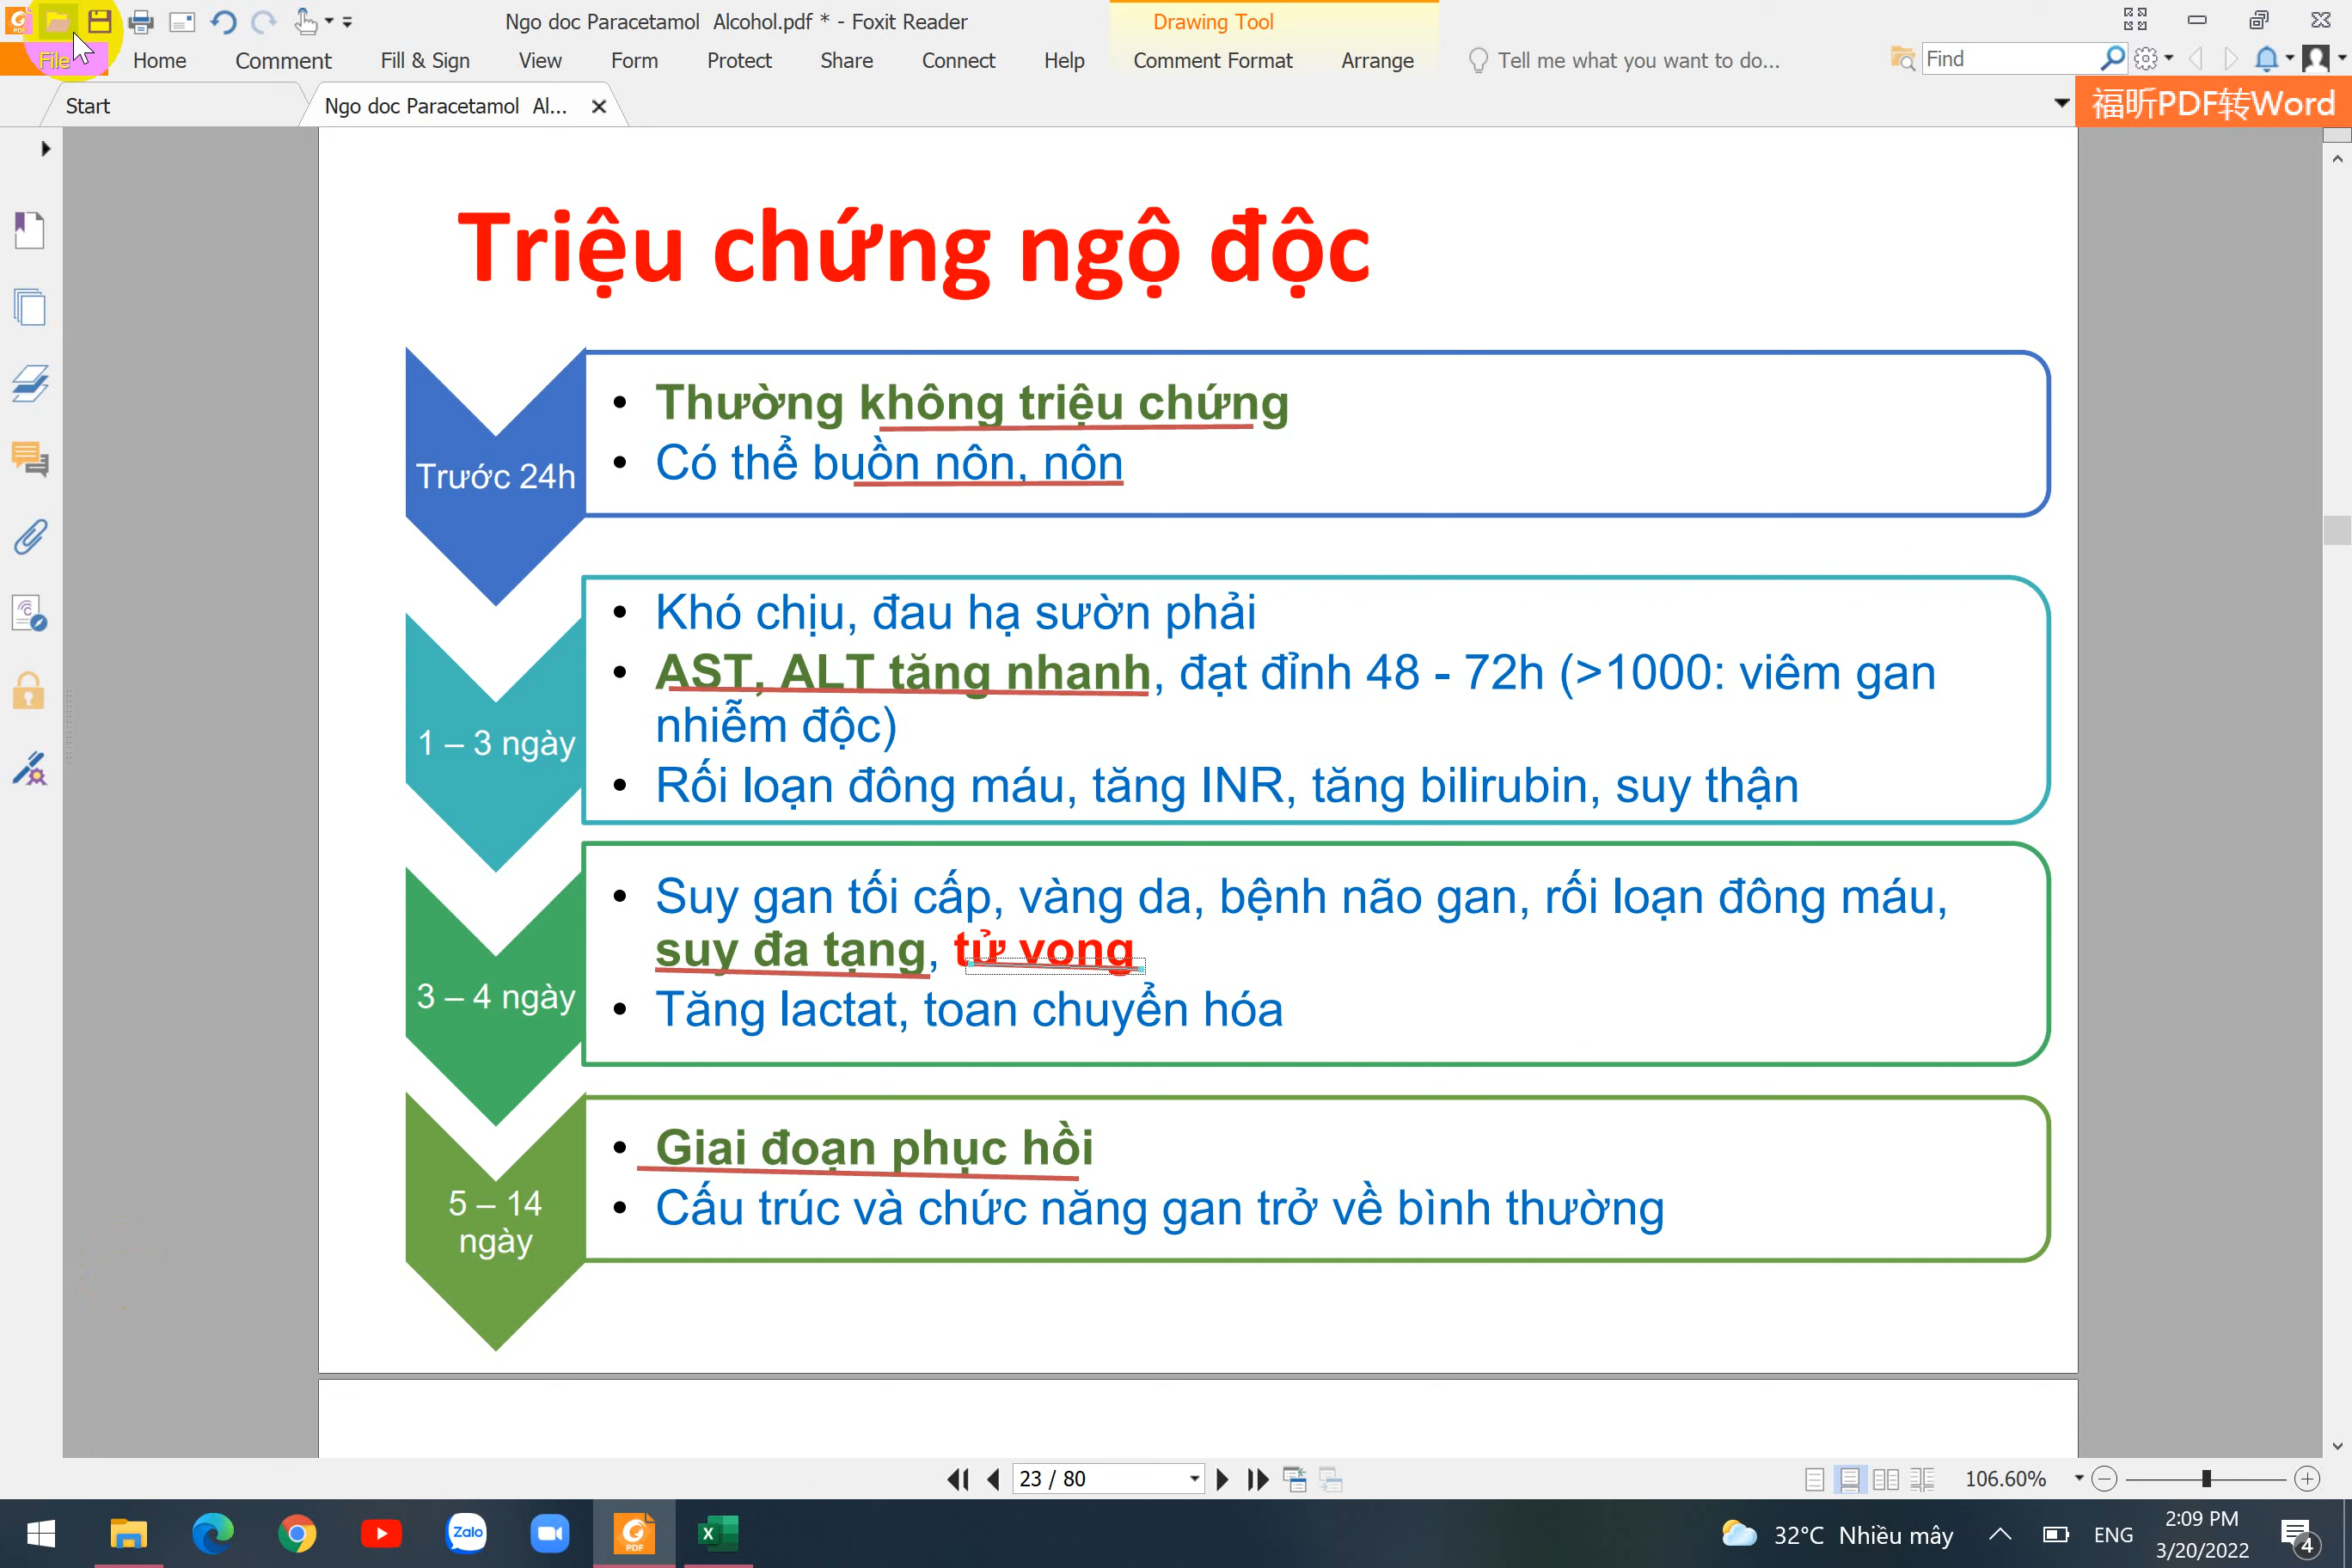 Ngo doc Paracetamol  Alcohol.pdf * - Foxit Reader
Drawing Tool
File
Home
Comment
Fill & Sign
View
Form
Protect
Share
Connect
Help
Comment Format
Arrange
Tell me what you want to do...
Find
Start
Ngo doc Paracetamol  Al...
福昕PDF转Word
Triệu chứng ngộ độc
Trước 24h
• Thường không triệu chứng
• Có thể buồn nôn, nôn
1 – 3 ngày
• Khó chịu, đau hạ sườn phải
• AST, ALT tăng nhanh, đạt đỉnh 48 - 72h (>1000: viêm gan
nhiễm độc)
• Rối loạn đông máu, tăng INR, tăng bilirubin, suy thận
3 – 4 ngày
• Suy gan tối cấp, vàng da, bệnh não gan, rối loạn đông máu,
suy đa tạng, tử vong
• Tăng lactat, toan chuyển hóa
5 – 14
ngày
• Giai đoạn phục hồi
• Cấu trúc và chức năng gan trở về bình thường
23 / 80
106.60%
Zalo
PDF
X
32°C  Nhiều mây
ENG
2:09 PM
3/20/2022
4